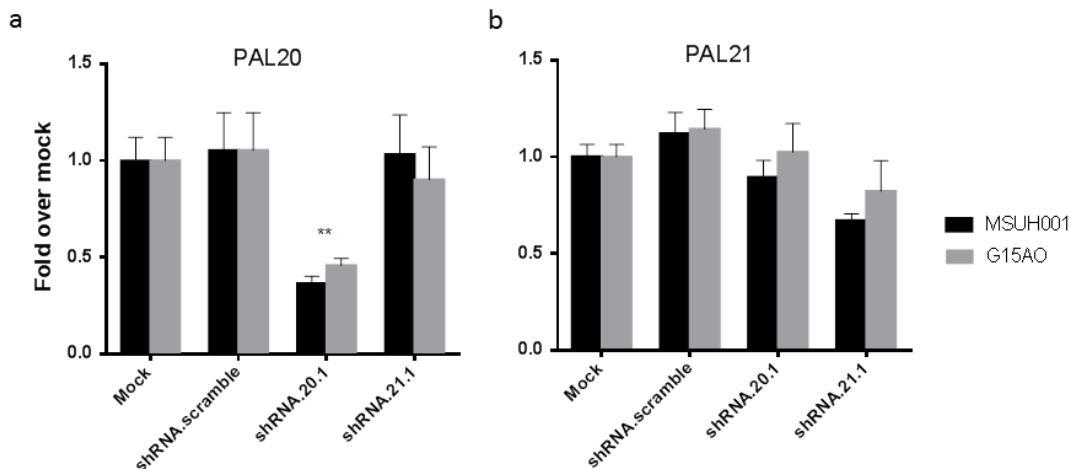 a
PAL20
Fold over mock
1.5
1.0
0.5
0.0
**
Mock
shRNA.scramble
shRNA.20.1
shRNA.21.1
b
PAL21
1.5
1.0
0.5
0.0
Mock
shRNA.scramble
shRNA.20.1
shRNA.21.1
MSUH001
G15AO